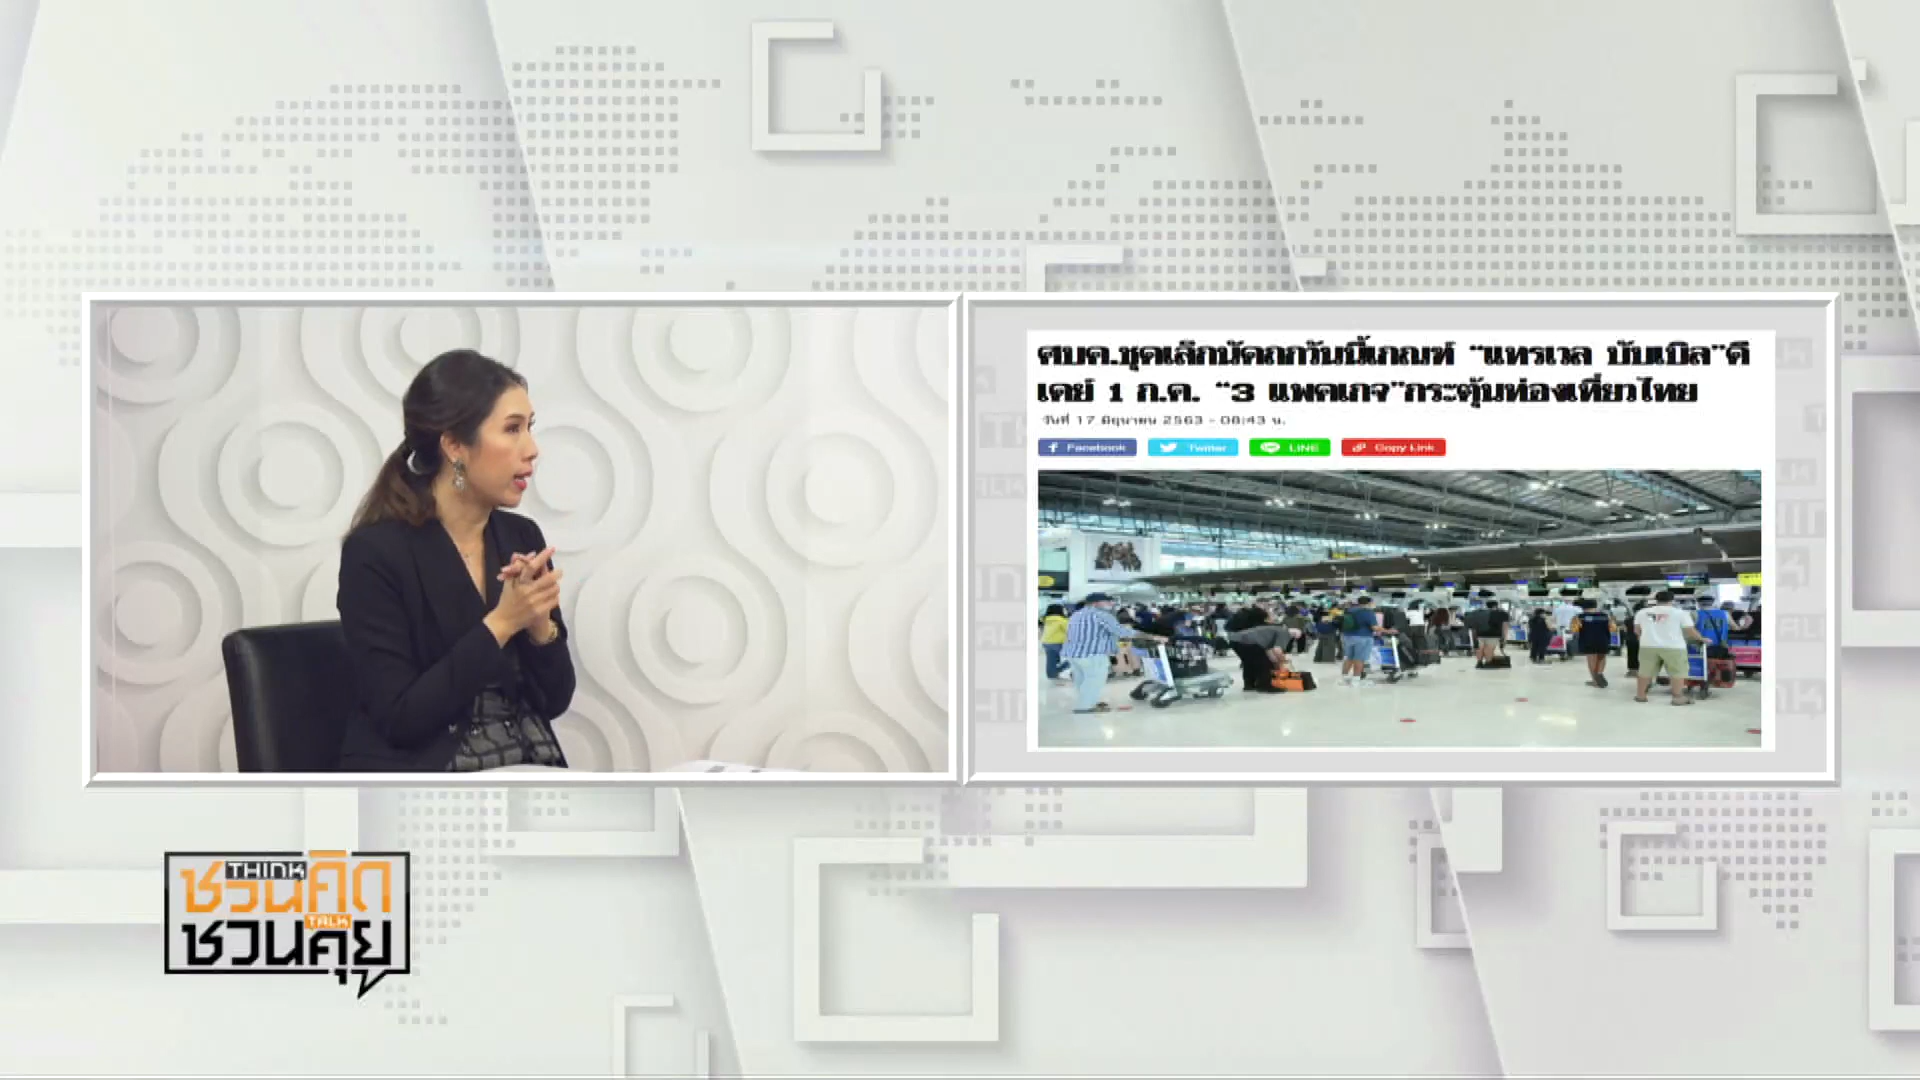 ศบค.ชุดเล็กนัดถกวันนี้เกณฑ์ “แทรเวล บับเบิล”ดี
เดย์ 1 ก.ค. “3 แพคเกจ”กระตุ้นท่องเที่ยวไทย
วันที่ 17 มิถุนายน 2563 - 08:43 น.
Facebook Twitter LINE Copy Link
THINK
ชวนคิด
TALK
ชวนคุย